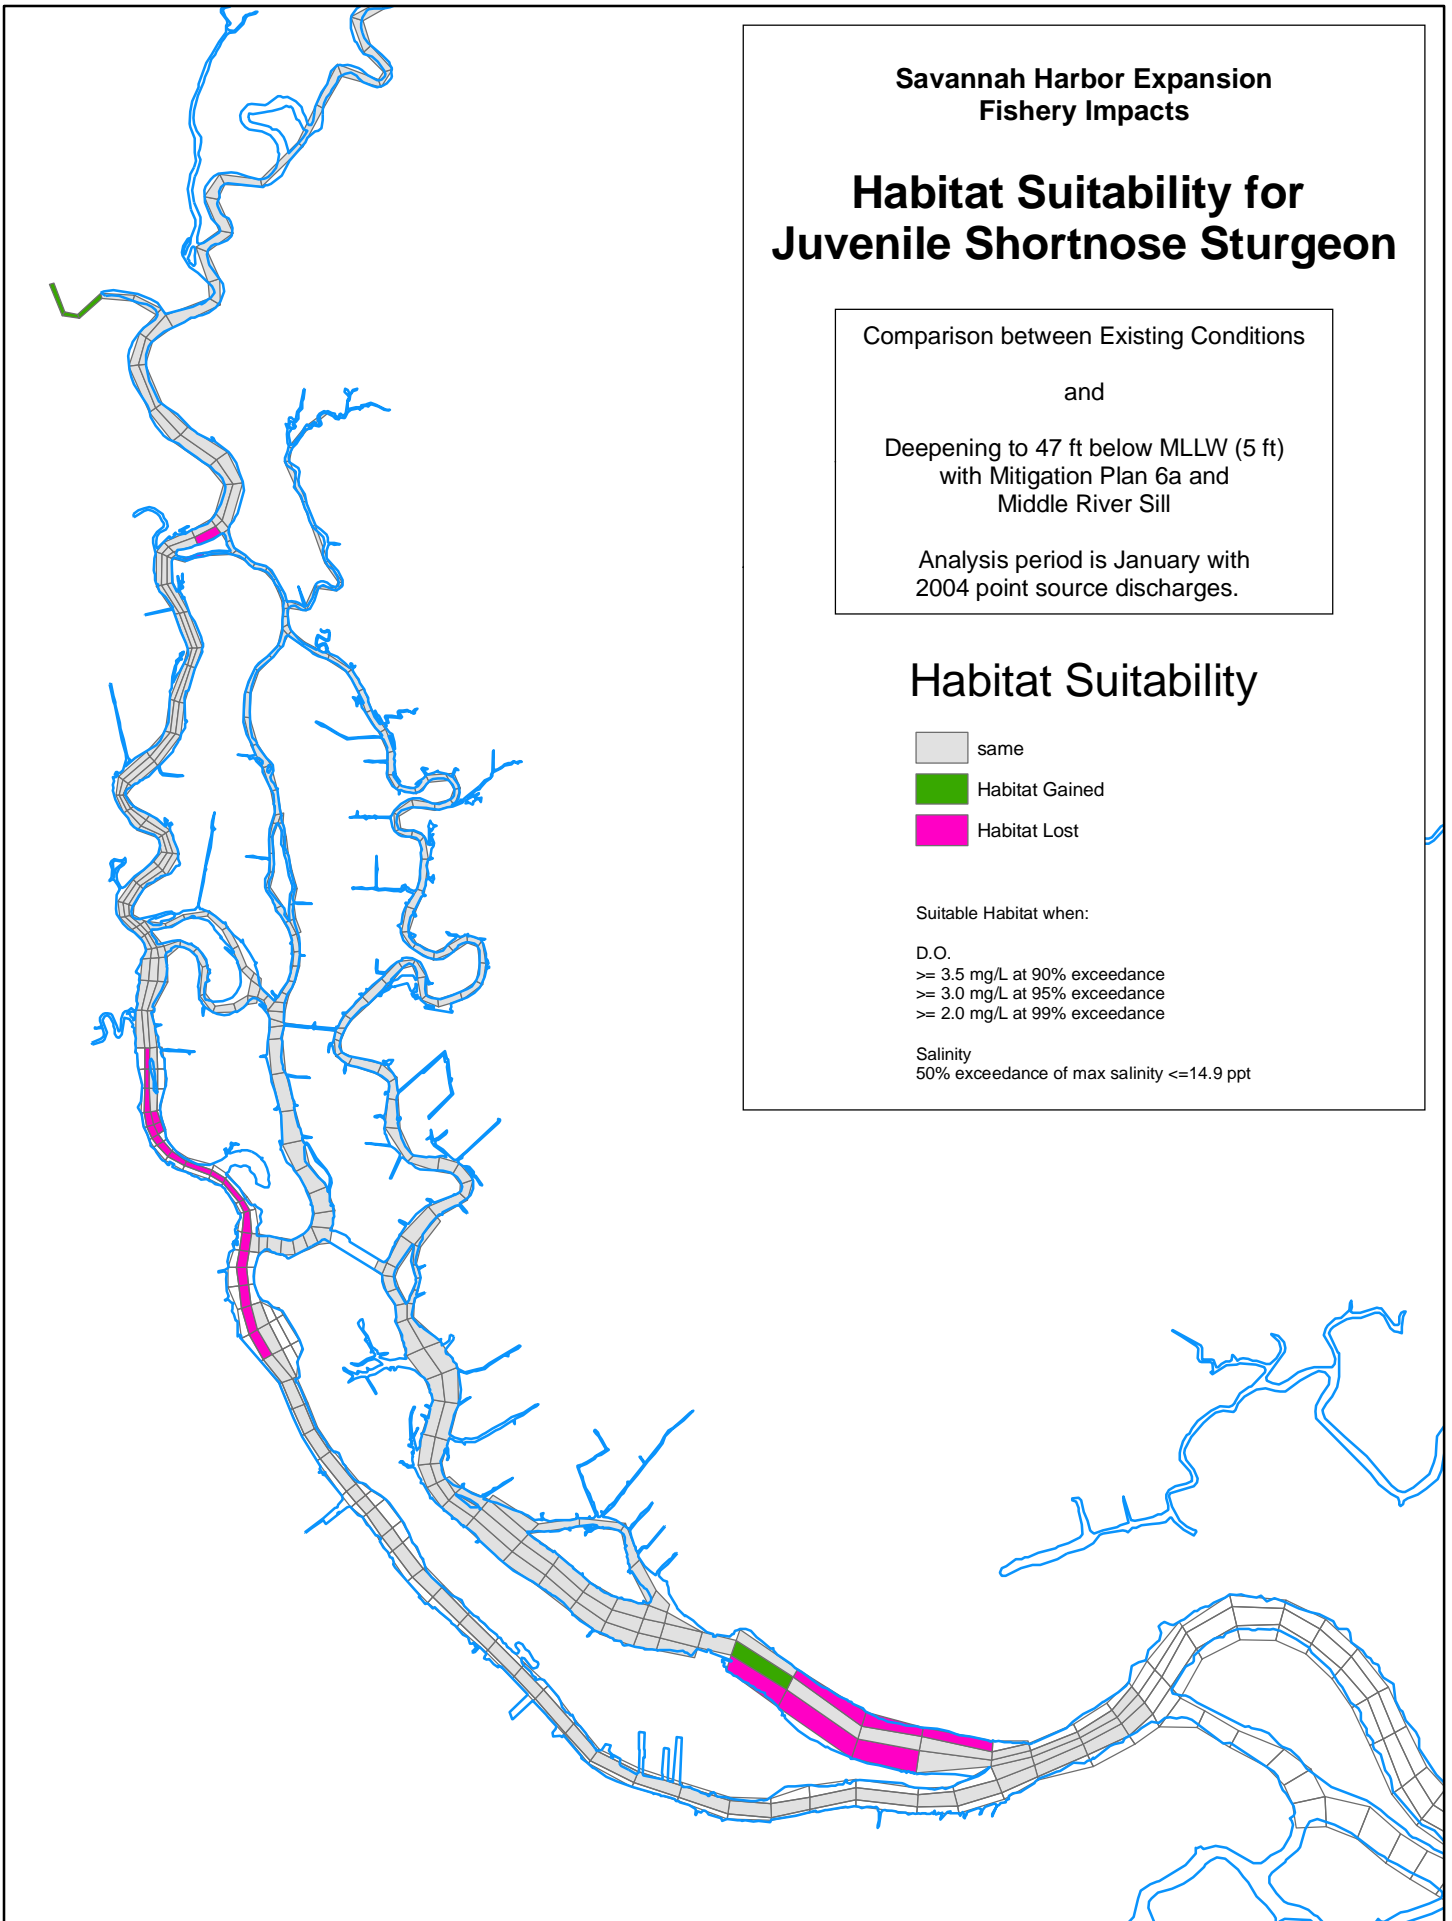 Savannah Harbor Expansion
Fishery Impacts
Habitat Suitability for
Juvenile Shortnose Sturgeon
Comparison between Existing Conditions
and
Deepening to 47 ft below MLLW (5 ft)
with Mitigation Plan 6a and
Middle River Sill
Analysis period is January with
2004 point source discharges.
Habitat Suitability
same
Habitat Gained
Habitat Lost
Suitable Habitat when:
D.O.
>= 3.5 mg/L at 90% exceedance
>= 3.0 mg/L at 95% exceedance
>= 2.0 mg/L at 99% exceedance
Salinity
50% exceedance of max salinity <=14.9 ppt